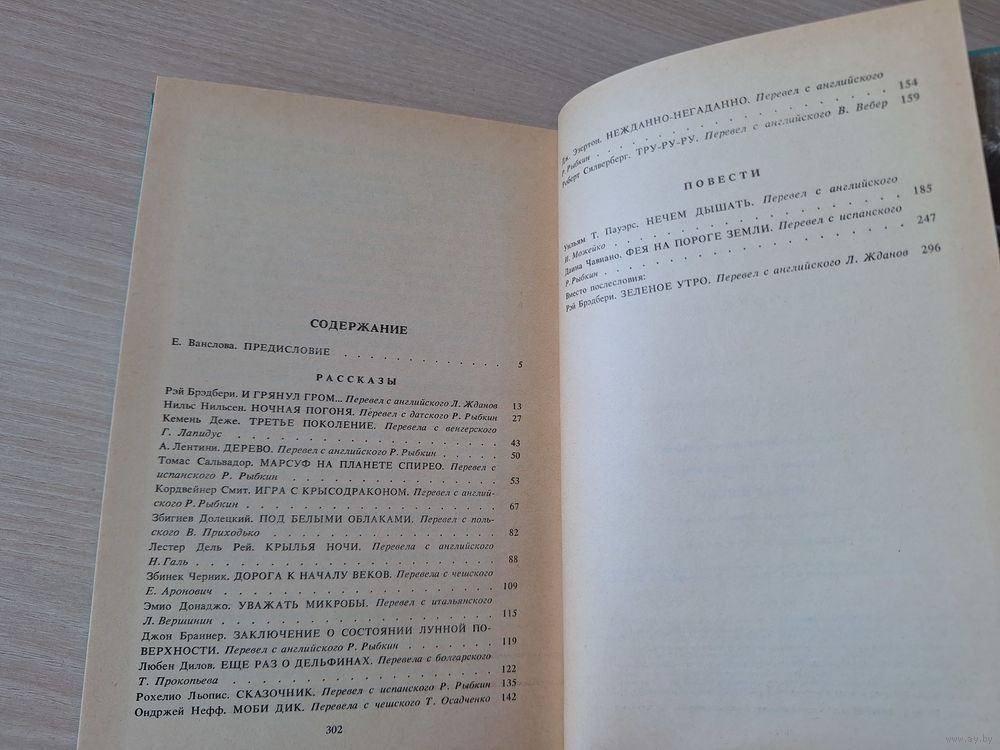 СОДЕРЖАНИЕ
Е. Ванслова. ПРЕДИСЛОВИЕ . . . . . . . . . . . . . 5
РАССКАЗЫ
Рэй Брэдбери. И ГРЯНУЛ ГРОМ... Перевел с английского Л. Жданов 13
Нильс Нильсен. НОЧНАЯ ПОГОНЯ. Перевел с датского Р. Рыбкин 27
Кемень Деже. ТРЕТЬЕ ПОКОЛЕНИЕ. Перевела с венгерского
Г. Лапидус . . . . . . . . . . . . . . . . . . 43
А. Лентини. ДЕРЕВО. Перевел с английского Р. Рыбкин . . . . . 50
Томас Сальвадор. МАРСУФ НА ПЛАНЕТЕ СПИРЕО. Перевел с
испанского Р. Рыбкин . . . . . . . . . . . . . . . 53
Кордвейнер Смит. ИГРА С КРЫСОДРАКОНОМ. Перевел с англий-
ского Р. Рыбкин . . . . . . . . . . . . . . . . . 67
Збигнев Долецкий. ПОД БЕЛЫМИ ОБЛАКАМИ. Перевел с поль-
ского В. Приходько . . . . . . . . . . . . . . . . 82
Лестер Дель Рей. КРЫЛЬЯ НОЧИ. Перевела с английского
Н. Галь . . . . . . . . . . . . . . . . . . . . 88
Збинек Черник. ДОРОГА К НАЧАЛУ ВЕКОВ. Перевела с чешского
Е. Аронович . . . . . . . . . . . . . . . . . . 109
Эмио Донаджо. УВАЖАТЬ МИКРОБЫ. Перевел с итальянского
Л. Вершинин . . . . . . . . . . . . . . . . . . 115
Джон Браннер. ЗАКЛЮЧЕНИЕ О СОСТОЯНИИ ЛУННОЙ ПО-
ВЕРХНОСТИ. Перевел с английского Р. Рыбкин . . . . . . . 119
Любен Дилов. ЕЩЕ РАЗ О ДЕЛЬФИНАХ. Перевела с болгарского
Т. Прокопьева . . . . . . . . . . . . . . . . . 122
Рохелио Льопис. СКАЗОЧНИК. Перевел с испанского Р. Рыбкин 135
Ондржей Нефф. МОБИ ДИК. Перевела с чешского Т. Осадченко 142
302
Дж. Эзертон. НЕЖДАННО-НЕГАДАННО. Перевел с английского
Р. Рыбкин . . . . . . . . . . . . . . . . . . 154
Роберт Силверберг. ТРУ-РУ-РУ. Перевел с английского В. Вебер 159
ПОВЕСТИ
Уильям Т. Пауэрс. НЕЧЕМ ДЫШАТЬ. Перевел с английского
И. Можейко . . . . . . . . . . . . . . . . . . 185
Даина Чавиано. ФЕЯ НА ПОРОГЕ ЗЕМЛИ. Перевел с испанского
Р. Рыбкин . . . . . . . . . . . . . . . . . . 247
Вместо послесловия:
Рэй Брэдбери. ЗЕЛЕНОЕ УТРО. Перевел с английского Л. Жданов 296
www.ay.by